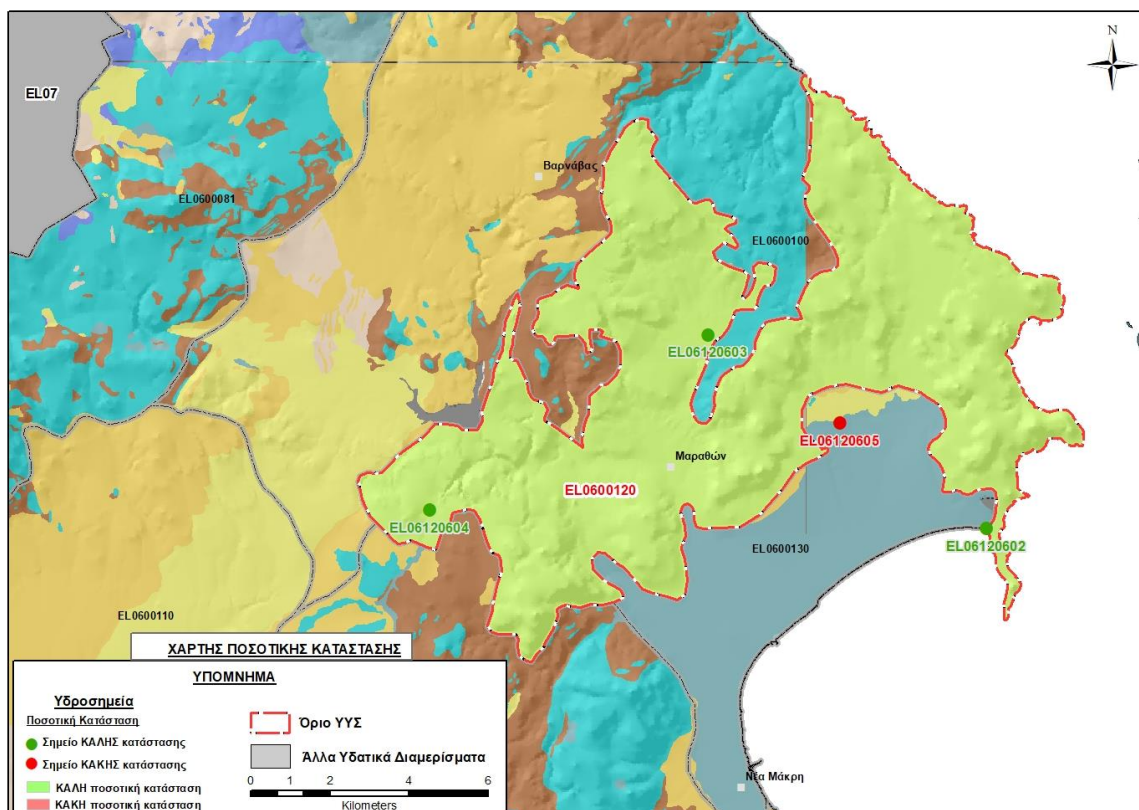 N
EL07
Βαρνάβας
EL0600081
EL0600100
EL06120603
EL06120605
Μαραθών
EL0600120
EL06120604
EL06120602
EL0600130
EL0600110
ΧΑΡΤΗΣ ΠΟΣΟΤΙΚΗΣ ΚΑΤΑΣΤΑΣΗΣ
ΥΠΟΜΝΗΜΑ
Υδροσημεία
Ποσοτική Κατάσταση
Σημείο ΚΑΛΗΣ κατάστασης
Σημείο ΚΑΚΗΣ κατάστασης
ΚΑΛΗ ποσοτική κατάσταση
ΚΑΚΗ ποσοτική κατάσταση
Όριο ΥΥΣ
Άλλα Υδατικά Διαμερίσματα
0 1 2 4 6
Kilometers
Νέα Μάκρη